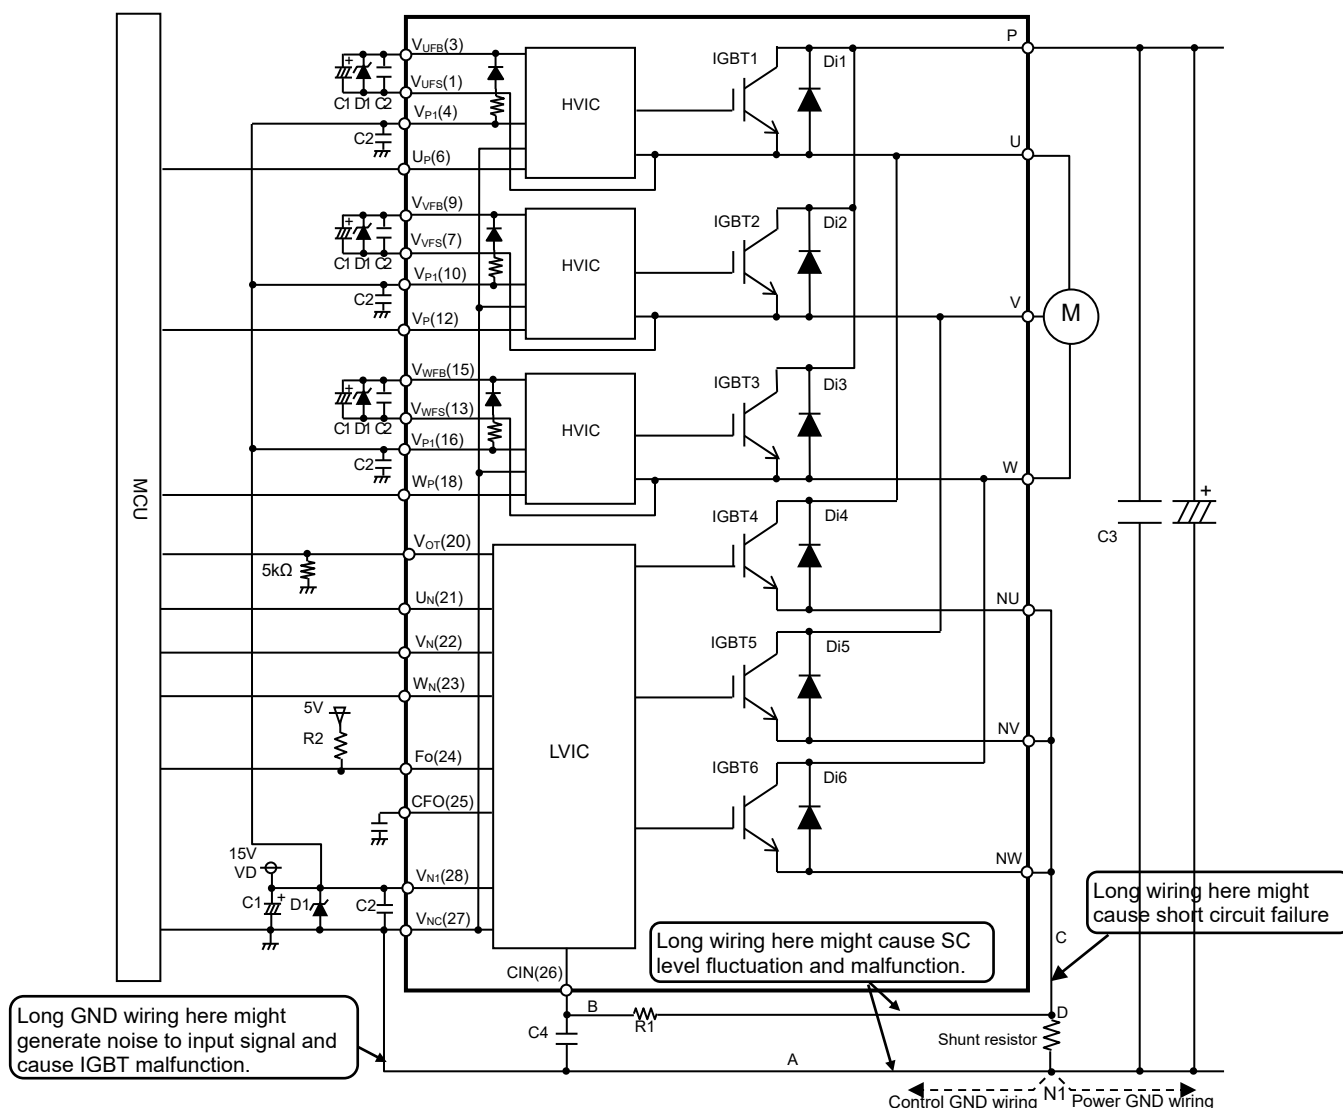 P
VUFB(3)
IGBT1
Di1
VUFS(1)
C1 D1 C2
HVIC
VP1(4)
C2
U
UP(6)
VVFB(9)
IGBT2
Di2
VVFS(7)
C1 D1 C2
HVIC
VP1(10)
C2
V
M
VP(12)
VWFB(15)
IGBT3
Di3
VWFS(13)
C1 D1 C2
HVIC
VP1(16)
C2
W
WP(18)
MCU
IGBT4
Di4
C3
+
VOT(20)
5kΩ
NU
UN(21)
VN(22)
IGBT5
Di5
WN(23)
5V
R2
NV
LVIC
Fo(24)
IGBT6
Di6
CFO(25)
15V
VD
NW
VN1(28)
C1
+
D1
C2
VNC(27)
Long wiring here might
cause short circuit failure
Long wiring here might cause SC
level fluctuation and malfunction.
C
CIN(26)
B
R1
D
C4
Shunt resistor
Long GND wiring here might
generate noise to input signal and
cause IGBT malfunction.
A
Control GND wiring
N1
Power GND wiring